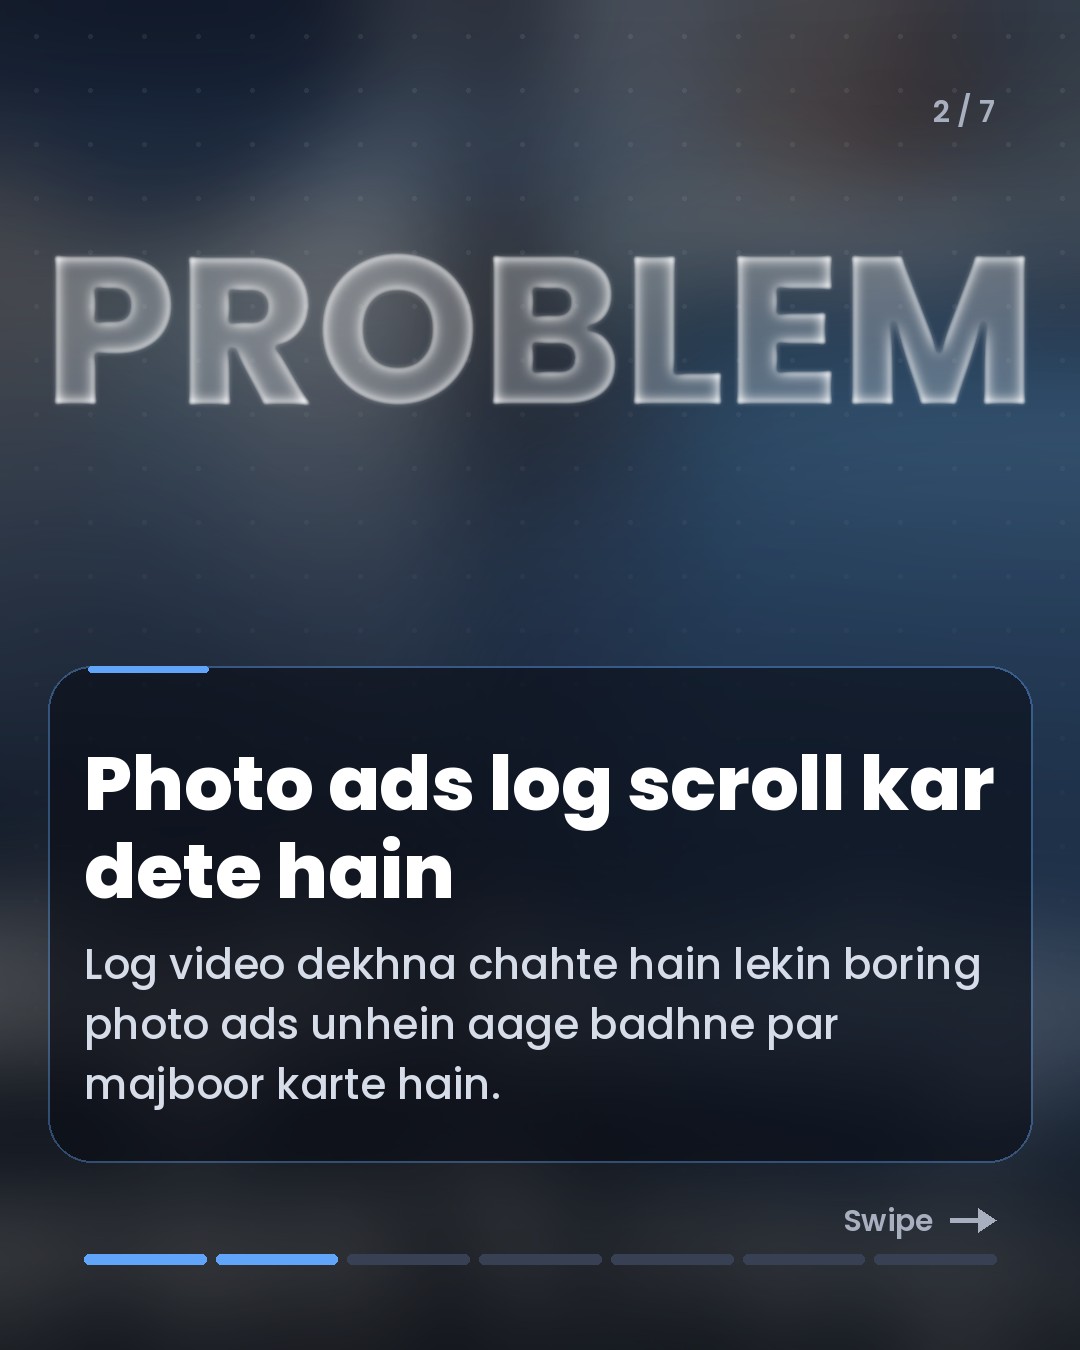 2 / 7
PROBLEM
Photo ads log scroll kar
dete hain
Log video dekhna chahte hain lekin boring
photo ads unhein aage badhne par
majboor karte hain.
Swipe